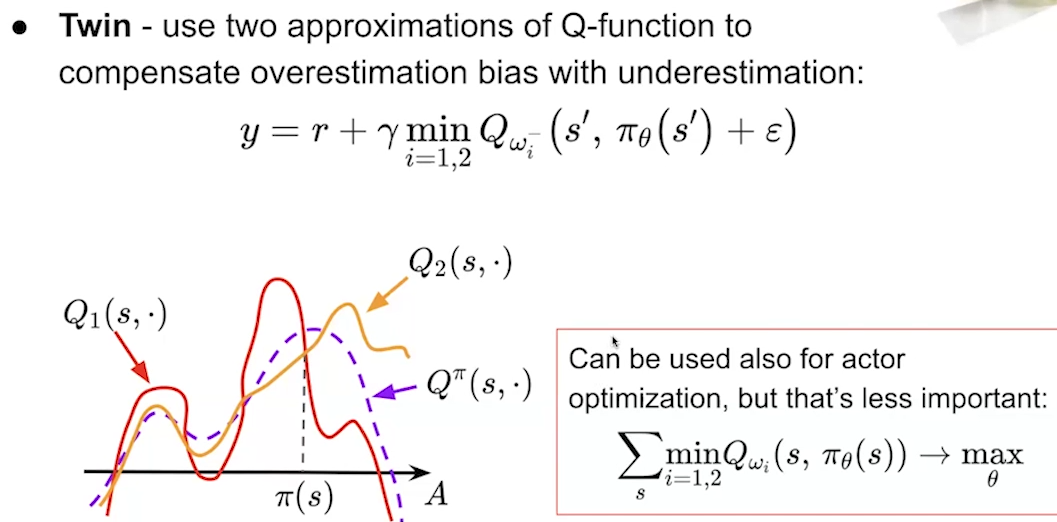 ● Twin - use two approximations of Q-function to
compensate overestimation bias with underestimation:
$y = r + \gamma \min_{i=1,2} Q_{\omega_i^-}(s', \pi_\theta(s') + \varepsilon)$
$Q_2(s, \cdot)$
$Q_1(s, \cdot)$
$Q^\pi(s, \cdot)$
$\pi(s)$
$A$
Can be used also for actor
optimization, but that's less important:
$\sum_s \min_{i=1,2} Q_{\omega_i}(s, \pi_\theta(s)) \to \max_\theta$